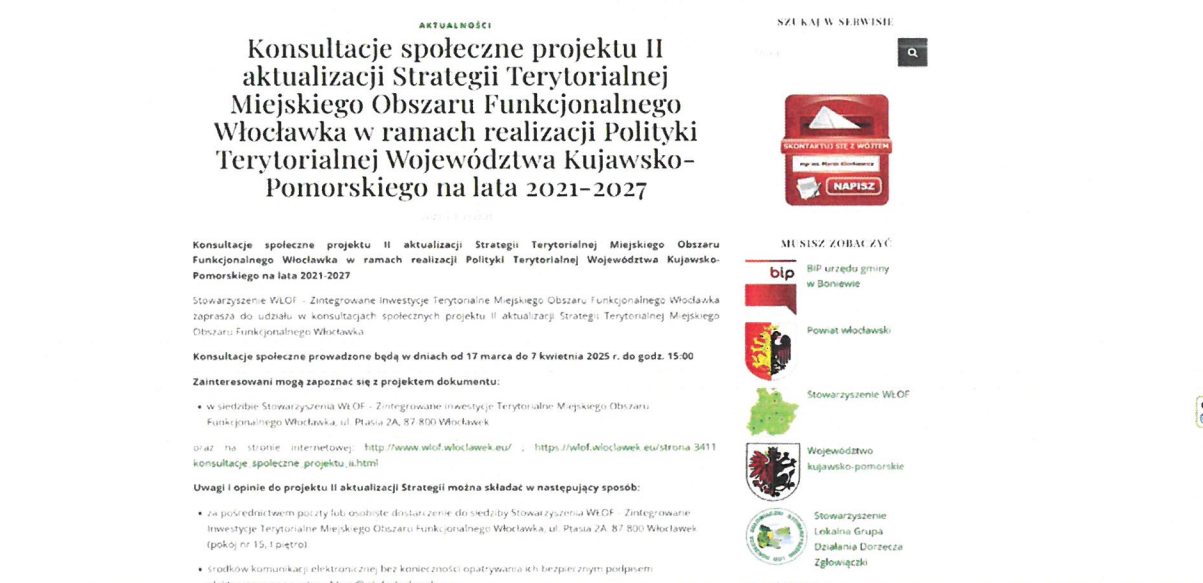 AKTUALNOŚCI
Konsultacje społeczne projektu II
aktualizacji Strategii Terytorialnej
Miejskiego Obszaru Funkcjonalnego
Włocławka w ramach realizacji Polityki
Terytorialnej Województwa Kujawsko-
Pomorskiego na lata 2021-2027
Konsultacje społeczne projektu II aktualizacji Strategii Terytorialnej Miejskiego Obszaru
Funkcjonalnego Włocławka w ramach realizacji Polityki Terytorialnej Województwa Kujawsko-
Pomorskiego na lata 2021-2027
Stowarzyszenie WŁOF - Zintegrowane Inwestycje Terytorialne Miejskiego Obszaru Funkcjonalnego Włocławka
zaprasza do udziału w konsultacjach społecznych projektu II aktualizacji Strategii Terytorialnej Miejskiego
Obszaru Funkcjonalnego Włocławka
Konsultacje społeczne prowadzone będą w dniach od 17 marca do 7 kwietnia 2025 r. do godz. 15:00
Zainteresowani mogą zapoznać się z projektem dokumentu:
• w siedzibie Stowarzyszenia WŁOF - Zintegrowane Inwestycje Terytorialne Miejskiego Obszaru
Funkcjonalnego Włocławka, ul. Ptasia 2A, 87-800 Włocławek
oraz na stronie internetowej: http://www.wlof.wloclawek.eu/ , https://wlof.wloclawek.eu/strona-3411-
konsultacje_spoleczne_projektu_ii.html
Uwagi i opinie do projektu II aktualizacji Strategii można składać w następujący sposób:
• za pośrednictwem poczty lub osobiste dostarczenie do siedziby Stowarzyszenia WŁOF - Zintegrowane
Inwestycje Terytorialne Miejskiego Obszaru Funkcjonalnego Włocławka, ul. Ptasia 2A, 87-800 Włocławek
(pokój nr 15, I piętro)
• środków komunikacji elektronicznej bez konieczności opatrywania ich bezpiecznym podpisem
SZUKAJ W SERWISIE
SKONTAKTUJ SIĘ Z WÓJTEM
NAPISZ
MUSISZ ZOBACZYĆ
bip
BIP urzędu gminy
w Boniewie
Powiat włocławski
Stowarzyszenie WŁOF
Województwo
kujawsko-pomorskie
Stowarzyszenie
Lokalna Grupa
Działania Dorzecza
Zgłowiączki